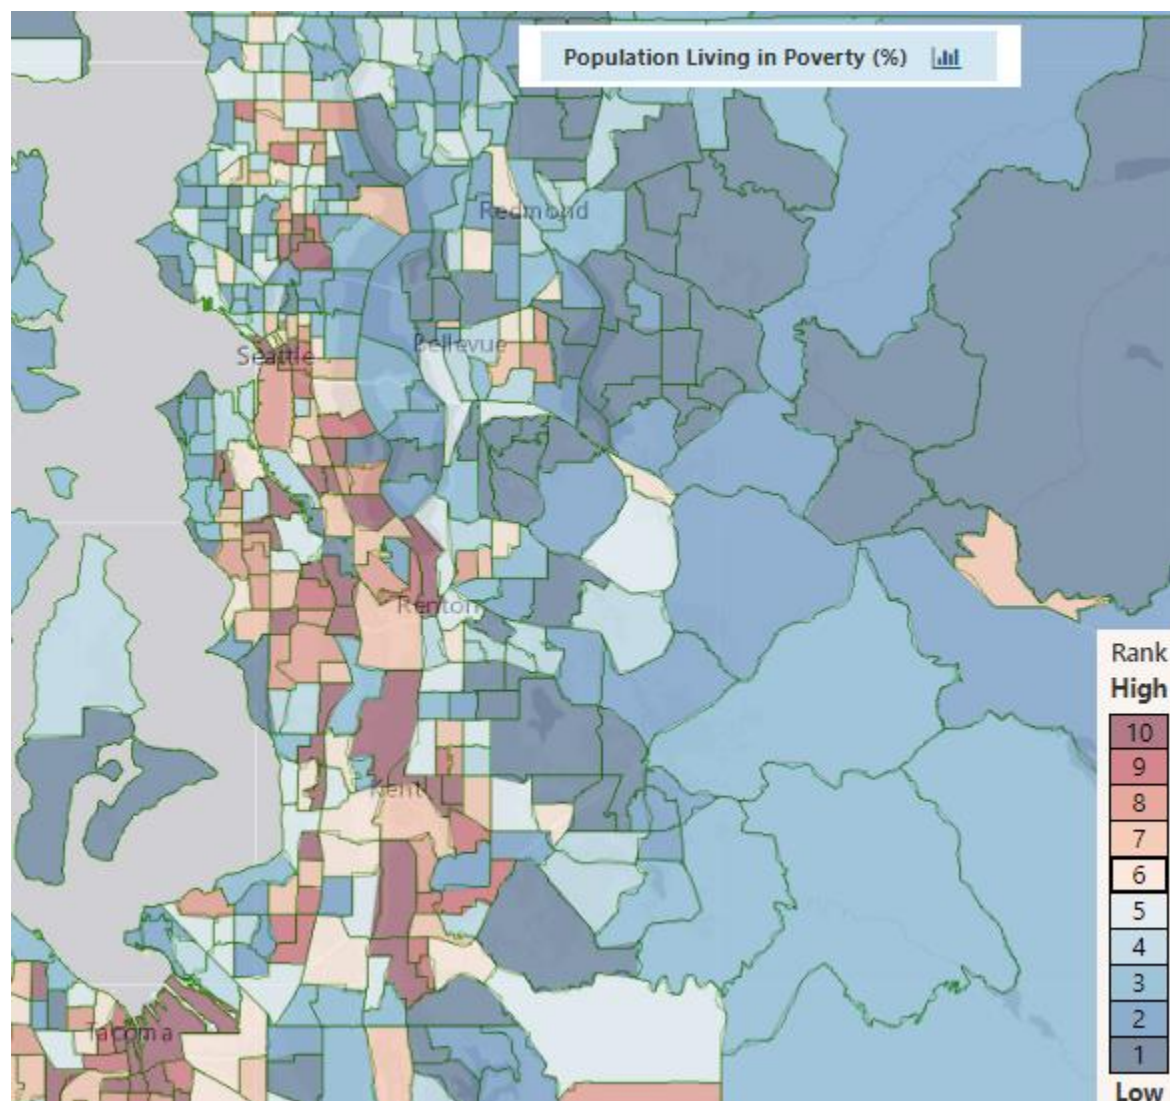 Population Living in Poverty (%)
Redmond
Seattle
Bellevue
Renton
Rank
High
10
9
8
7
6
5
4
3
2
1
Low
Kent
Tacoma